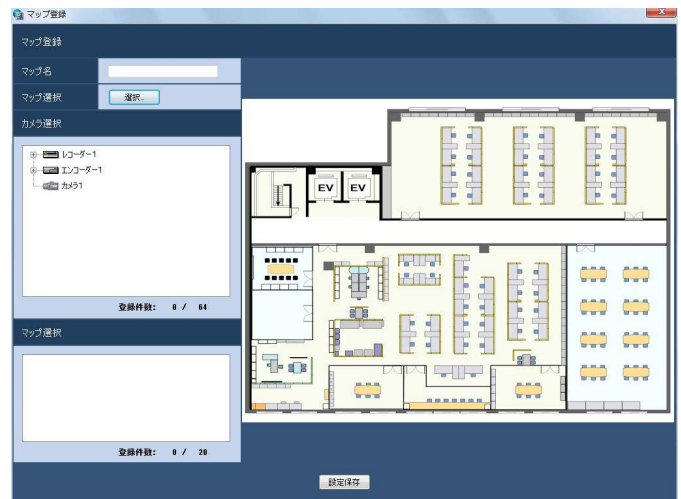 マップ登録
マップ登録
マップ名
マップ選択
選択..
カメラ選択
レコーダー1
エンコーダー1
カメラ1
登録件数: 0 / 64
マップ選択
登録件数: 0 / 20
EV EV
設定保存